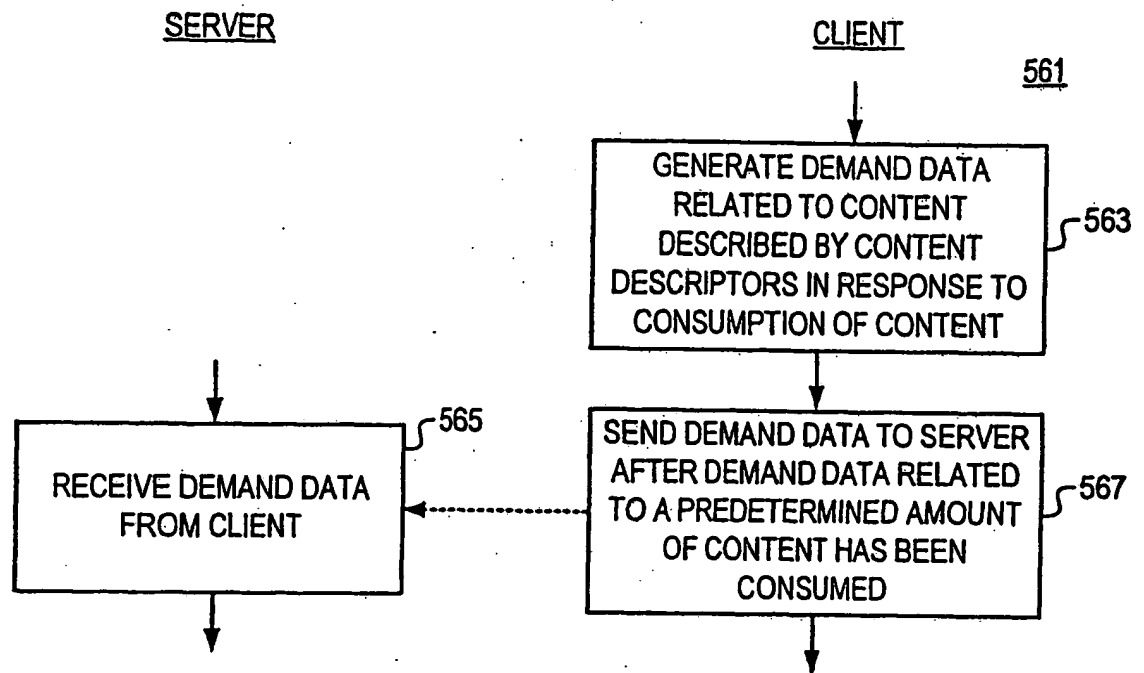 SERVER
CLIENT
561
GENERATE DEMAND DATA
RELATED TO CONTENT
DESCRIBED BY CONTENT
DESCRIPTORS IN RESPONSE TO
CONSUMPTION OF CONTENT
563
565
RECEIVE DEMAND DATA
FROM CLIENT
SEND DEMAND DATA TO SERVER
AFTER DEMAND DATA RELATED
TO A PREDETERMINED AMOUNT
OF CONTENT HAS BEEN
CONSUMED
567